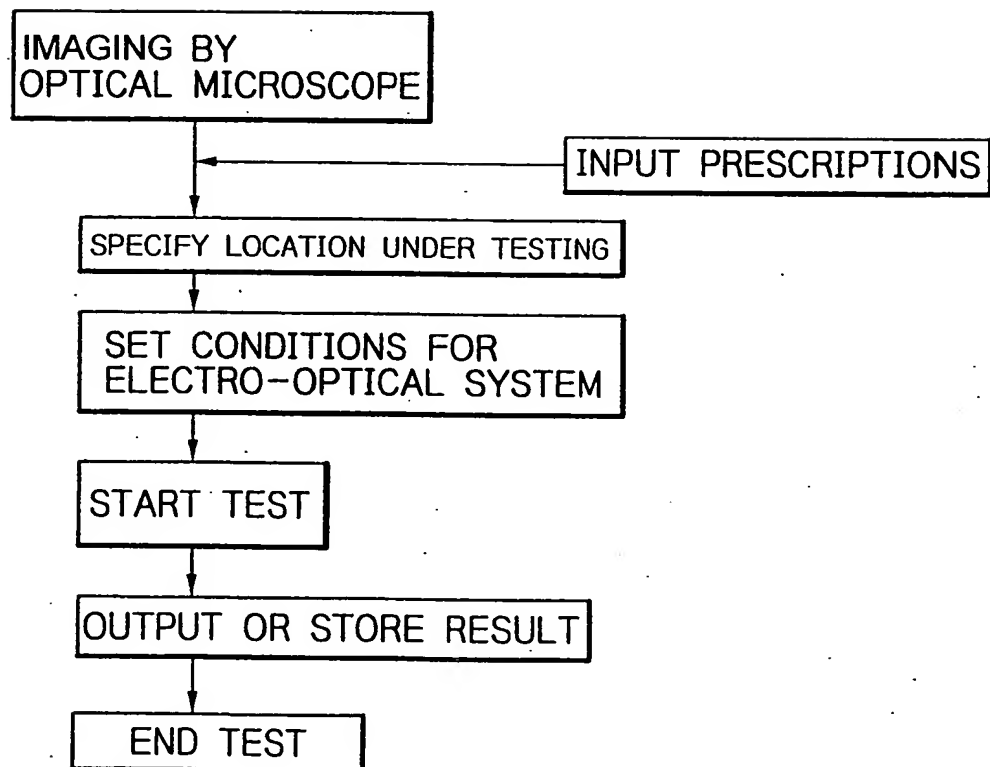 IMAGING BY
OPTICAL MICROSCOPE
INPUT PRESCRIPTIONS
SPECIFY LOCATION UNDER TESTING
SET CONDITIONS FOR
ELECTRO-OPTICAL SYSTEM
START TEST
OUTPUT OR STORE RESULT
END TEST